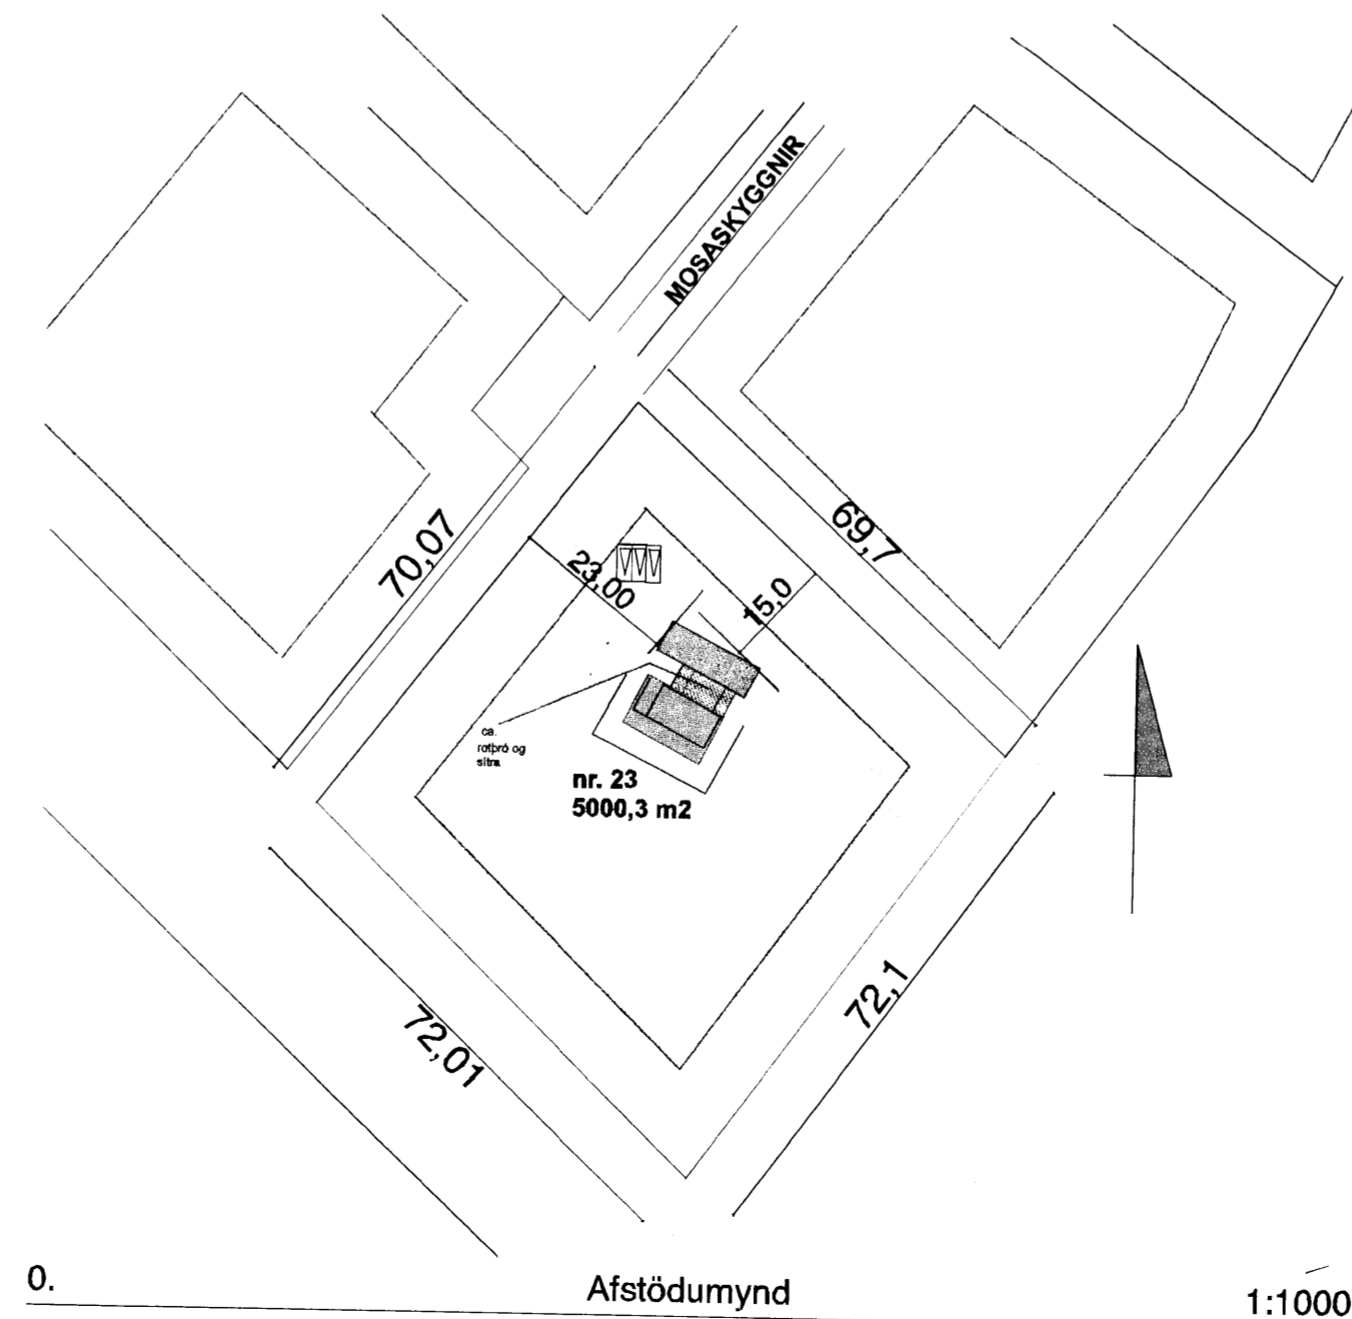 MOSASKYGGNIR
70,07
69,7
23,00
15,0
ca.
rotþró og
sitra
nr. 23
5000,3 m2
72,1
72,01
0.
Afstödumynd
1:1000